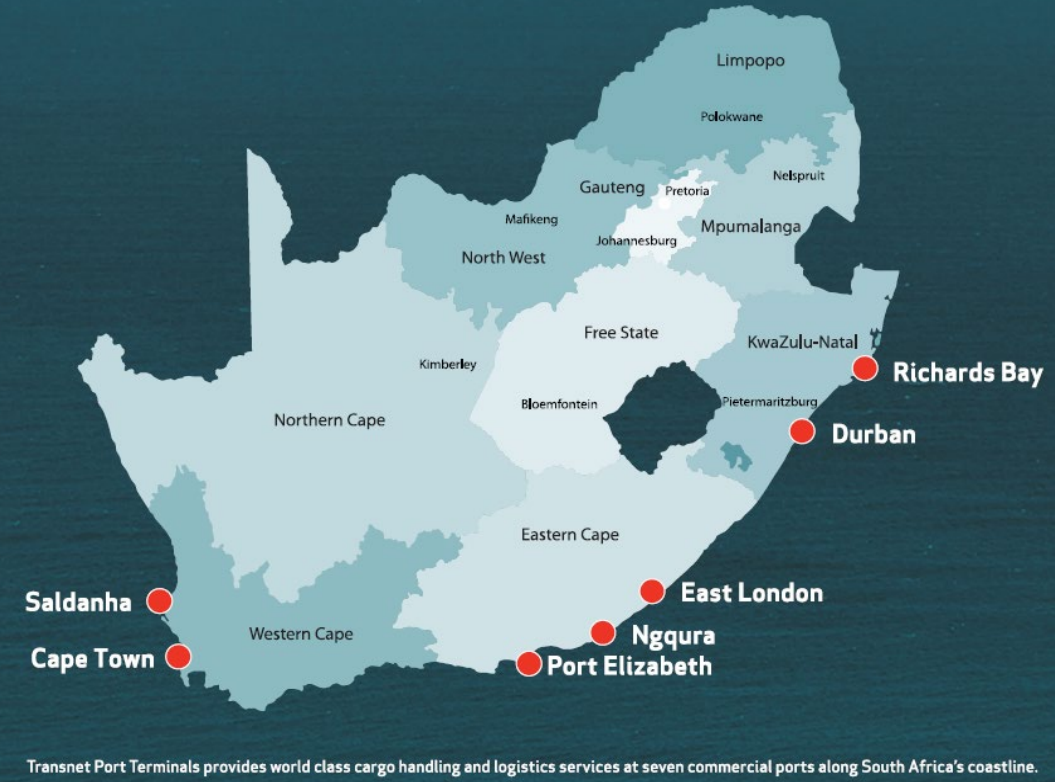 Limpopo
Polokwane
Nelspruit
Gauteng
Pretoria
Mafikeng
Mpumalanga
Johannesburg
North West
Free State
KwaZulu-Natal
Kimberley
Richards Bay
Bloemfontein
Pietermaritzburg
Northern Cape
Durban
Eastern Cape
East London
Saldanha
Western Cape
Ngqura
Cape Town
Port Elizabeth
Transnet Port Terminals provides world class cargo handling and logistics services at seven commercial ports along South Africa's coastline.